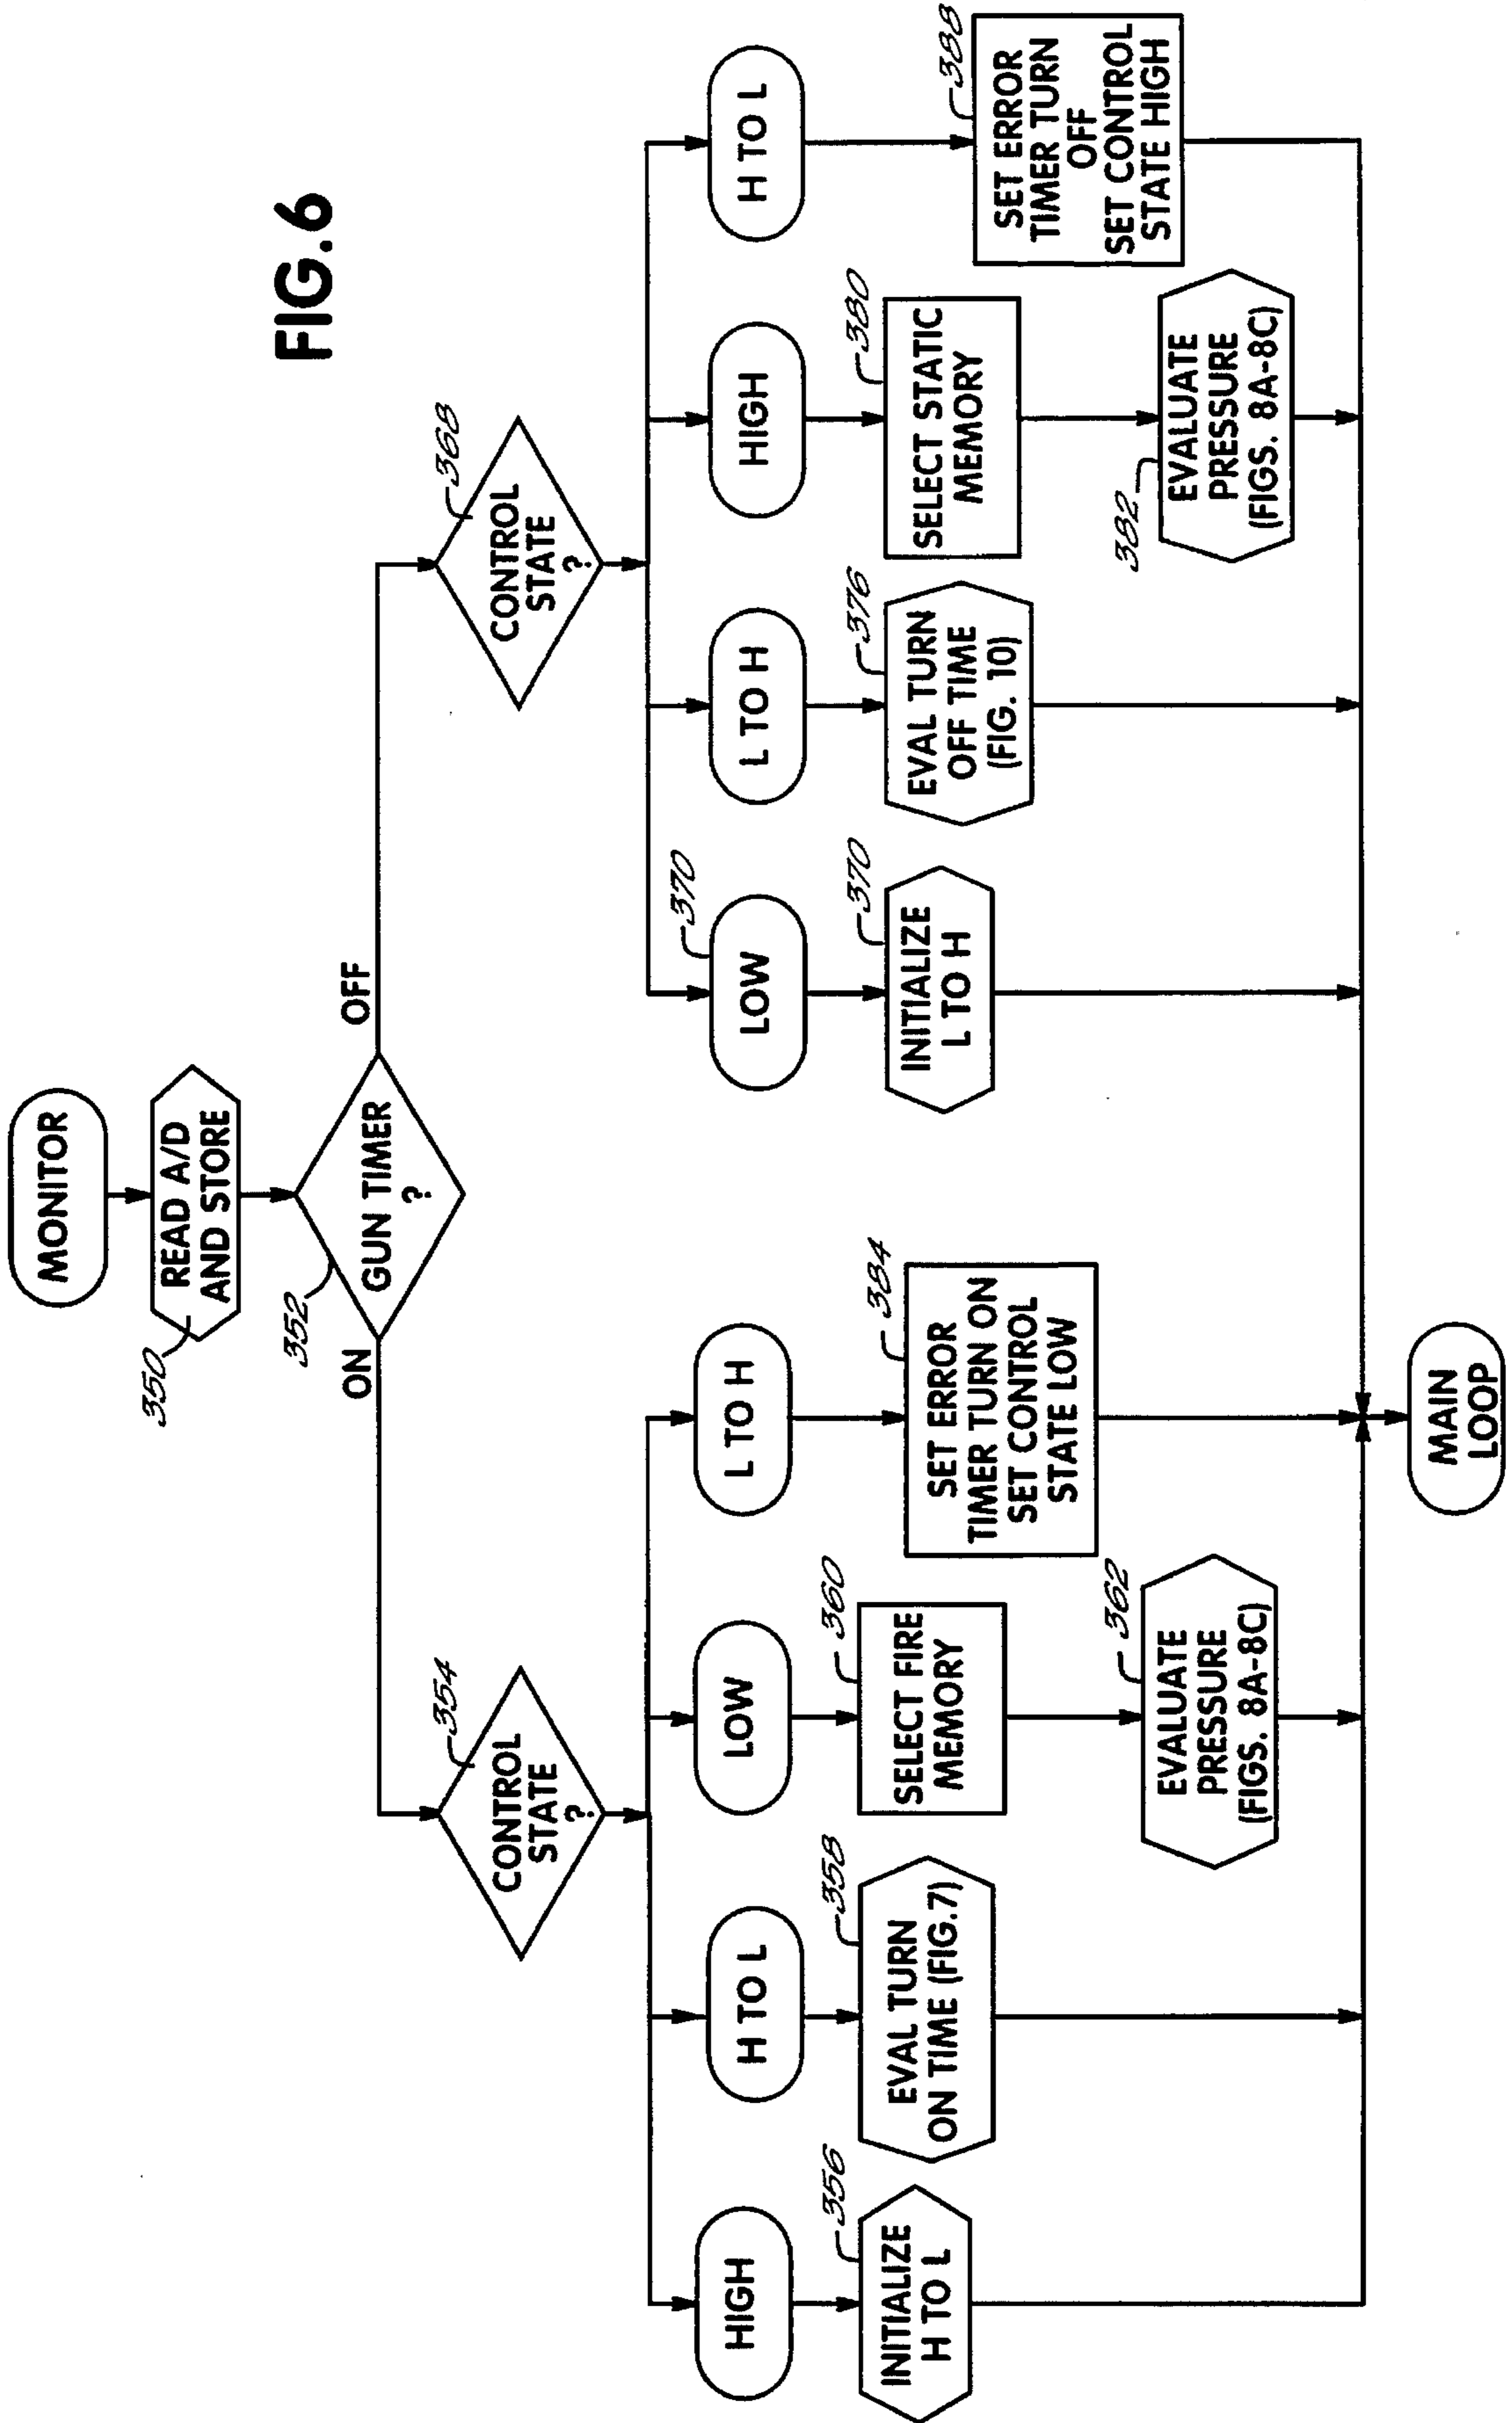 FIG.6
MONITOR
350
READ A/D
AND STORE
352
GUN TIMER
?
ON
OFF
354
CONTROL
STATE
?
HIGH
356
INITIALIZE
H TO L
H TO L
358
EVAL TURN
ON TIME (FIG.7)
LOW
360
SELECT FIRE
MEMORY
362
EVALUATE
PRESSURE
(FIGS. 8A-8C)
L TO H
384
SET ERROR
TIMER TURN ON
SET CONTROL
STATE LOW
368
CONTROL
STATE
?
370
LOW
370
INITIALIZE
L TO H
L TO H
376
EVAL TURN
OFF TIME
(FIG. 10)
HIGH
380
SELECT STATIC
MEMORY
382
EVALUATE
PRESSURE
(FIGS. 8A-8C)
H TO L
388
SET ERROR
TIMER TURN
OFF
SET CONTROL
STATE HIGH
MAIN
LOOP